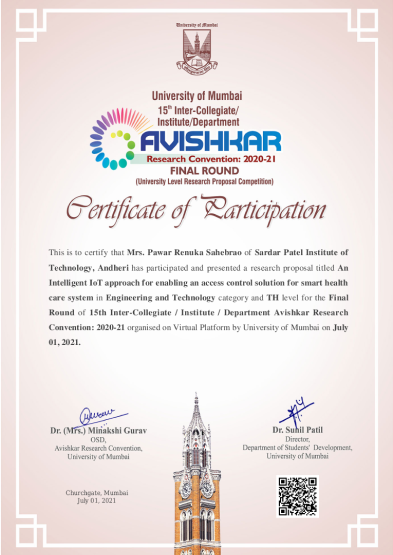 University of Mumbai
University of Mumbai
15th Inter-Collegiate/
Institute/Department
AVISHKAR
Research Convention: 2020-21
FINAL ROUND
(University Level Research Proposal Competition)
Certificate of Participation
This is to certify that Mrs. Pawar Renuka Sahebrao of Sardar Patel Institute of
Technology, Andheri has participated and presented a research proposal titled An
Intelligent IoT approach for enabling an access control solution for smart health
care system in Engineering and Technology category and TH level for the Final
Round of 15th Inter-Collegiate / Institute / Department Avishkar Research
Convention: 2020-21 organised on Virtual Platform by University of Mumbai on July
01, 2021.
Dr. (Mrs.) Minakshi Gurav
OSD,
Avishkar Research Convention,
University of Mumbai
Dr. Sunil Patil
Director,
Department of Students' Development,
University of Mumbai
Churchgate, Mumbai
July 01, 2021